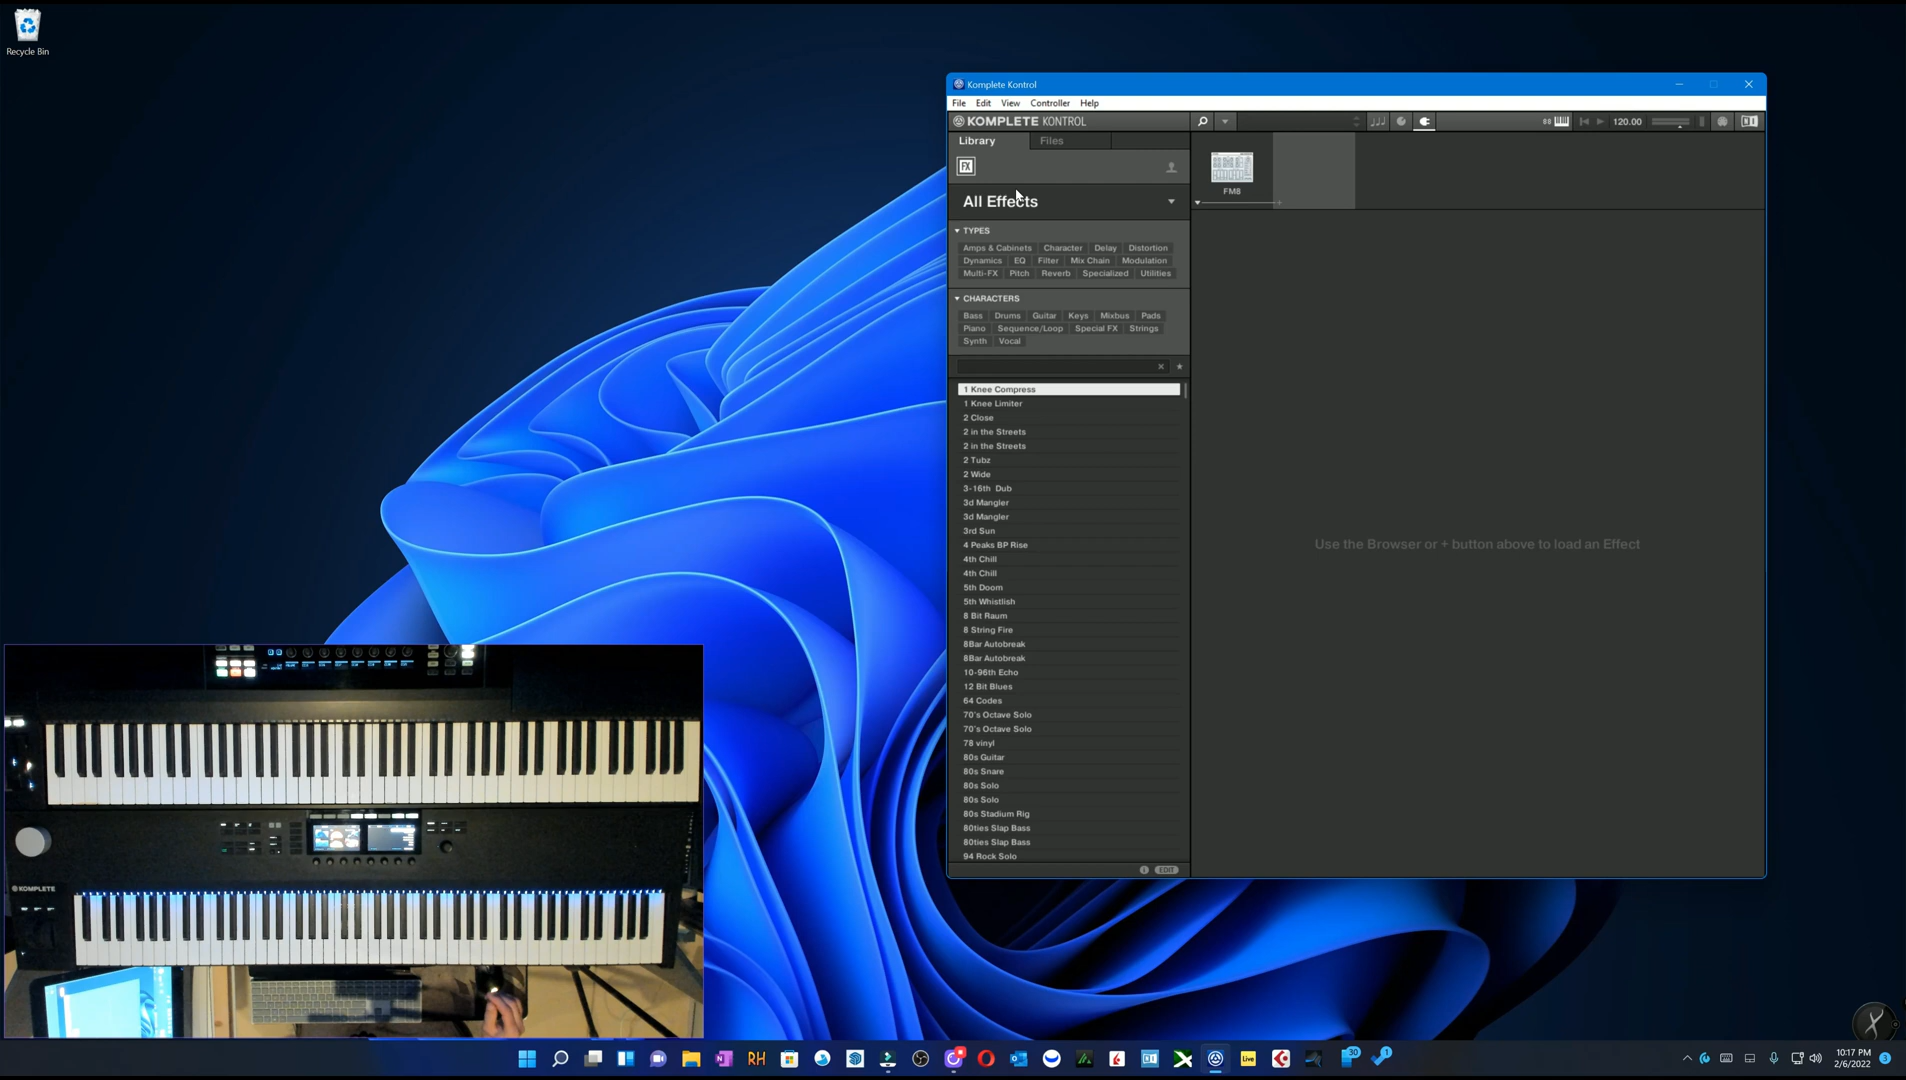 Recycle Bin
Komplete Kontrol
File Edit View Controller Help
KOMPLETE KONTROL
88
120.00
Library Files
FX
FM8
All Effects
TYPES
Amps & Cabinets Character Delay Distortion
Dynamics EQ Filter Mix Chain Modulation
Multi-FX Pitch Reverb Specialized Utilities
CHARACTERS
Bass Drums Guitar Keys Mixbus Pads
Piano Sequence/Loop Special FX Strings
Synth Vocal
1 Knee Compress
1 Knee Limiter
2 Close
2 in the Streets
2 in the Streets
2 Tubz
2 Wide
3-16th Dub
3d Mangler
3d Mangler
3rd Sun
4 Peaks BP Rise
4th Chill
4th Chill
5th Doom
5th Whistlish
8 Bit Raum
8 String Fire
8Bar Autobreak
8Bar Autobreak
10-96th Echo
12 Bit Blues
64 Codes
70's Octave Solo
70's Octave Solo
78 vinyl
80s Guitar
80s Snare
80s Solo
80s Solo
80s Stadium Rig
80ties Slap Bass
80ties Slap Bass
94 Rock Solo
EDIT
Use the Browser or + button above to load an Effect
KOMPLETE
RH
Live
30
1
10:17 PM
2/6/2022
3